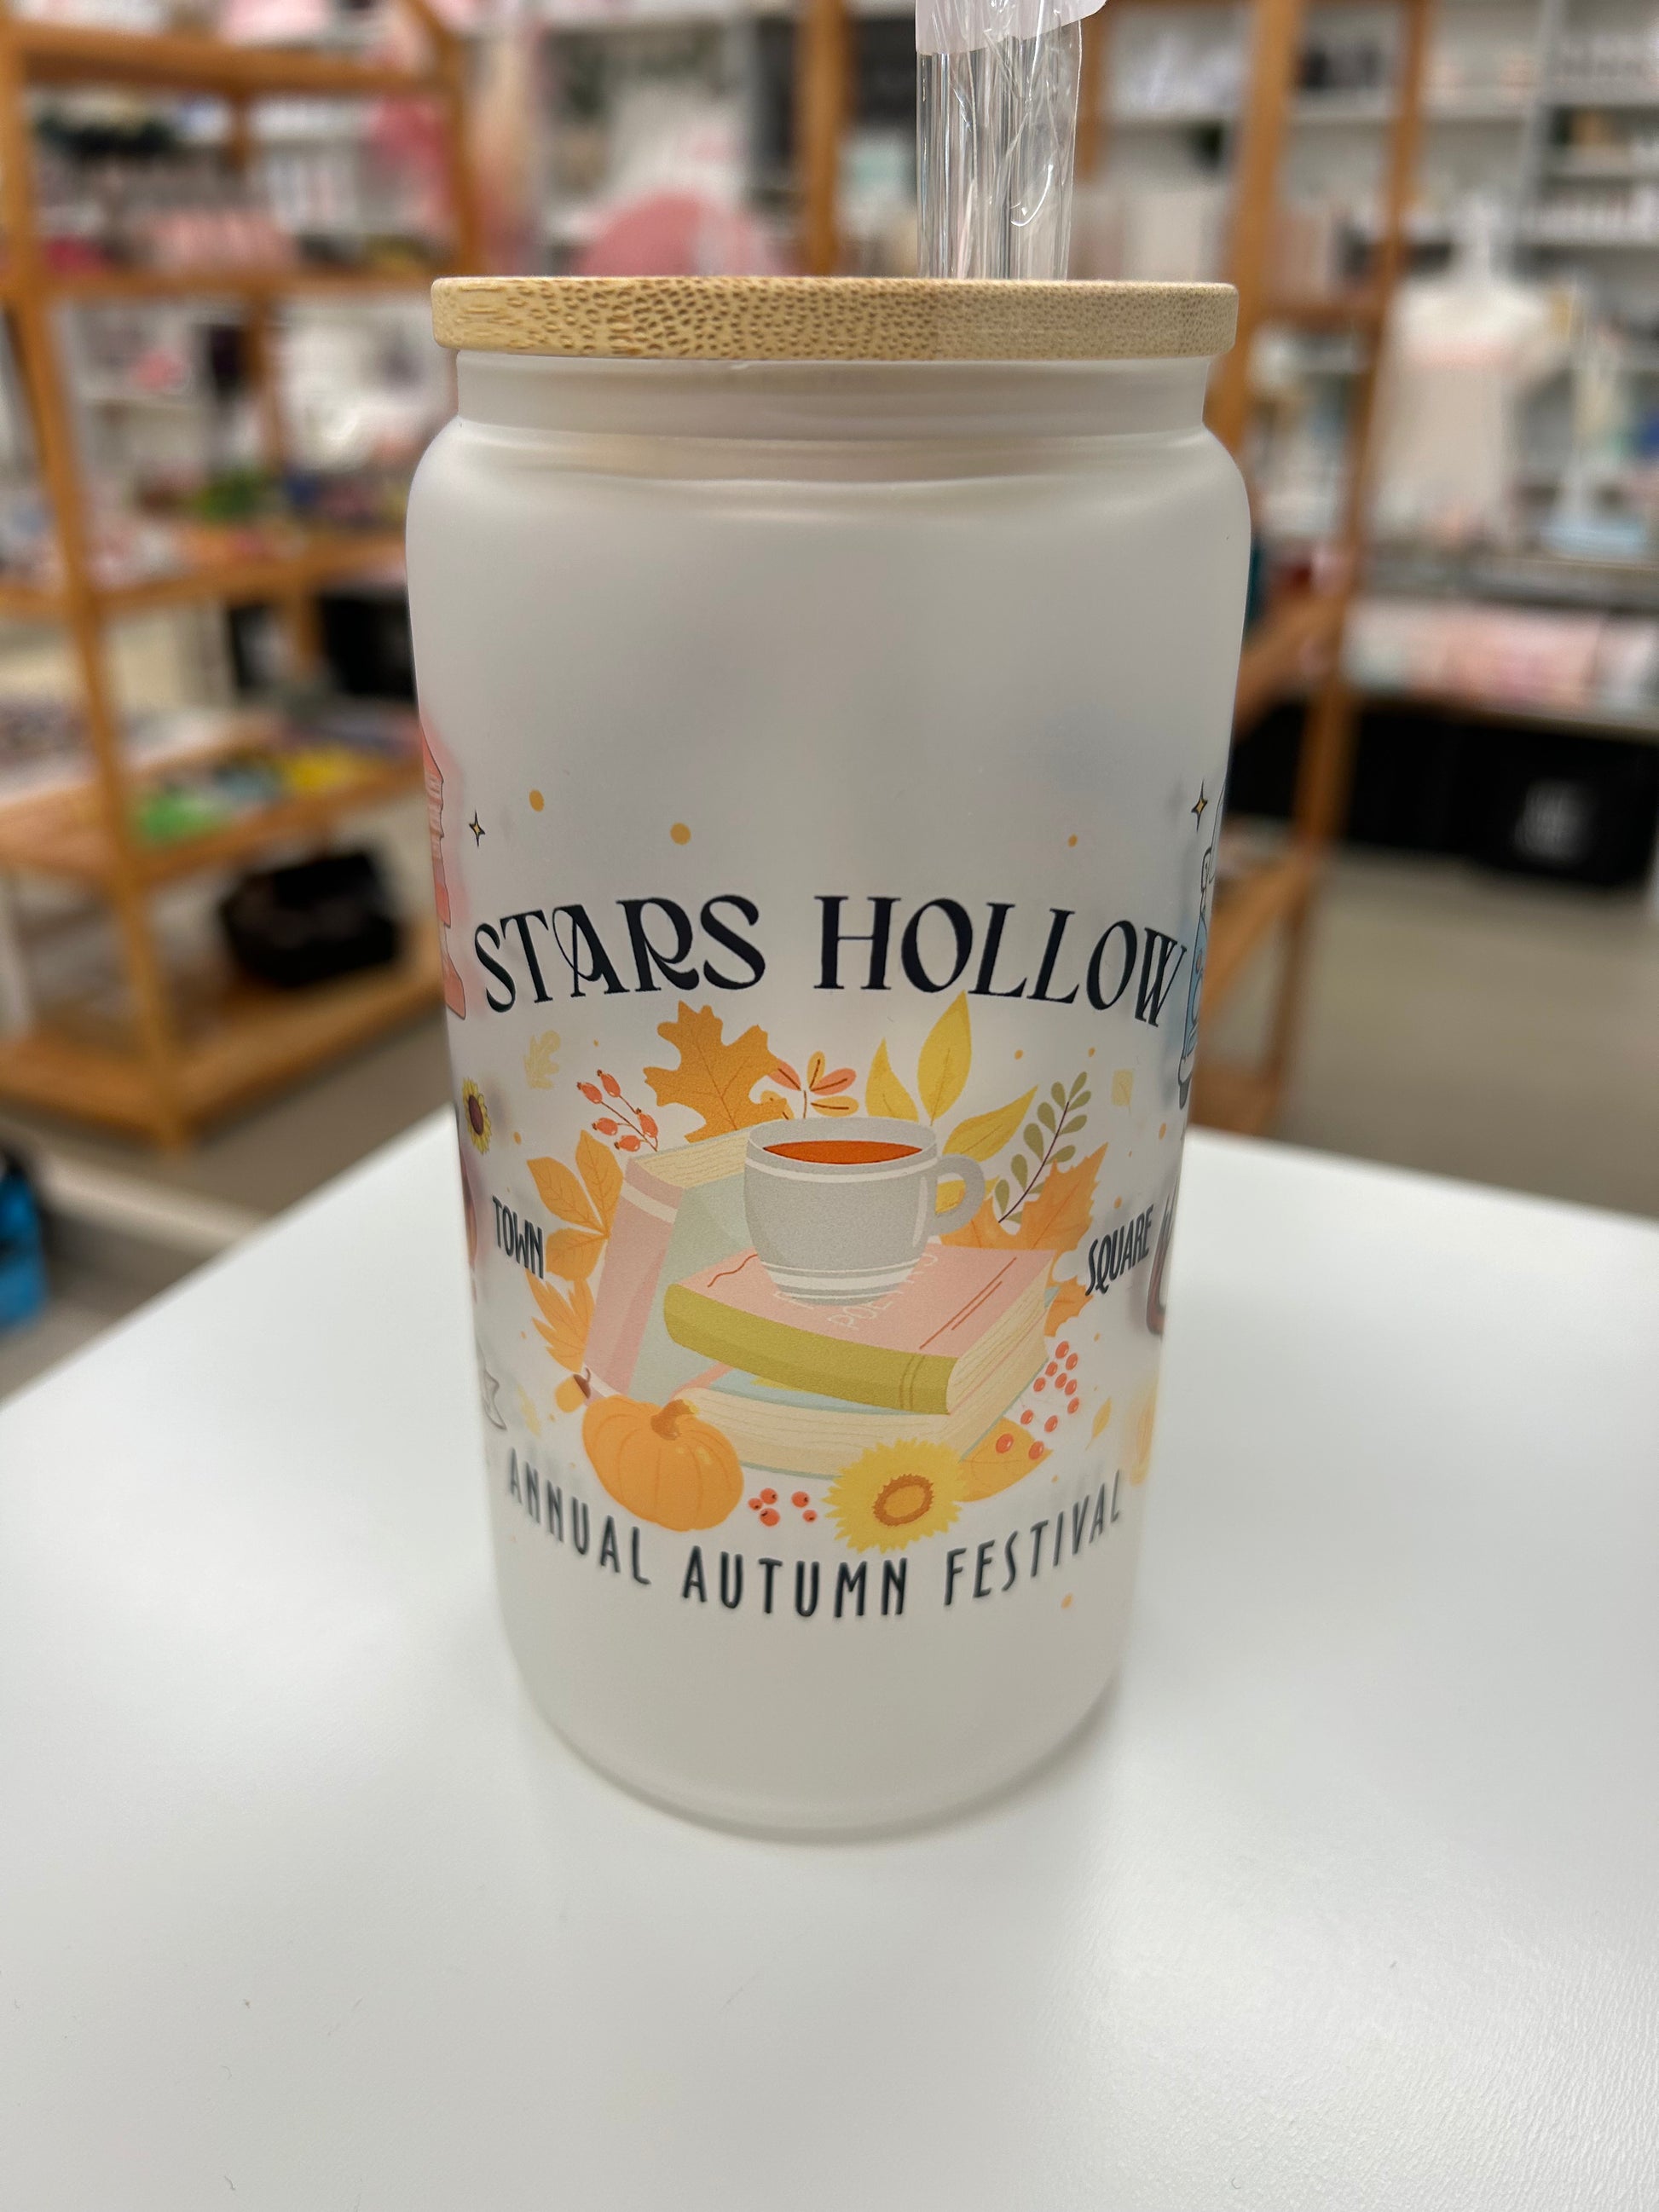 STARS HOLLOW
TOWN SQUARE
ANNUAL AUTUMN FESTIVAL